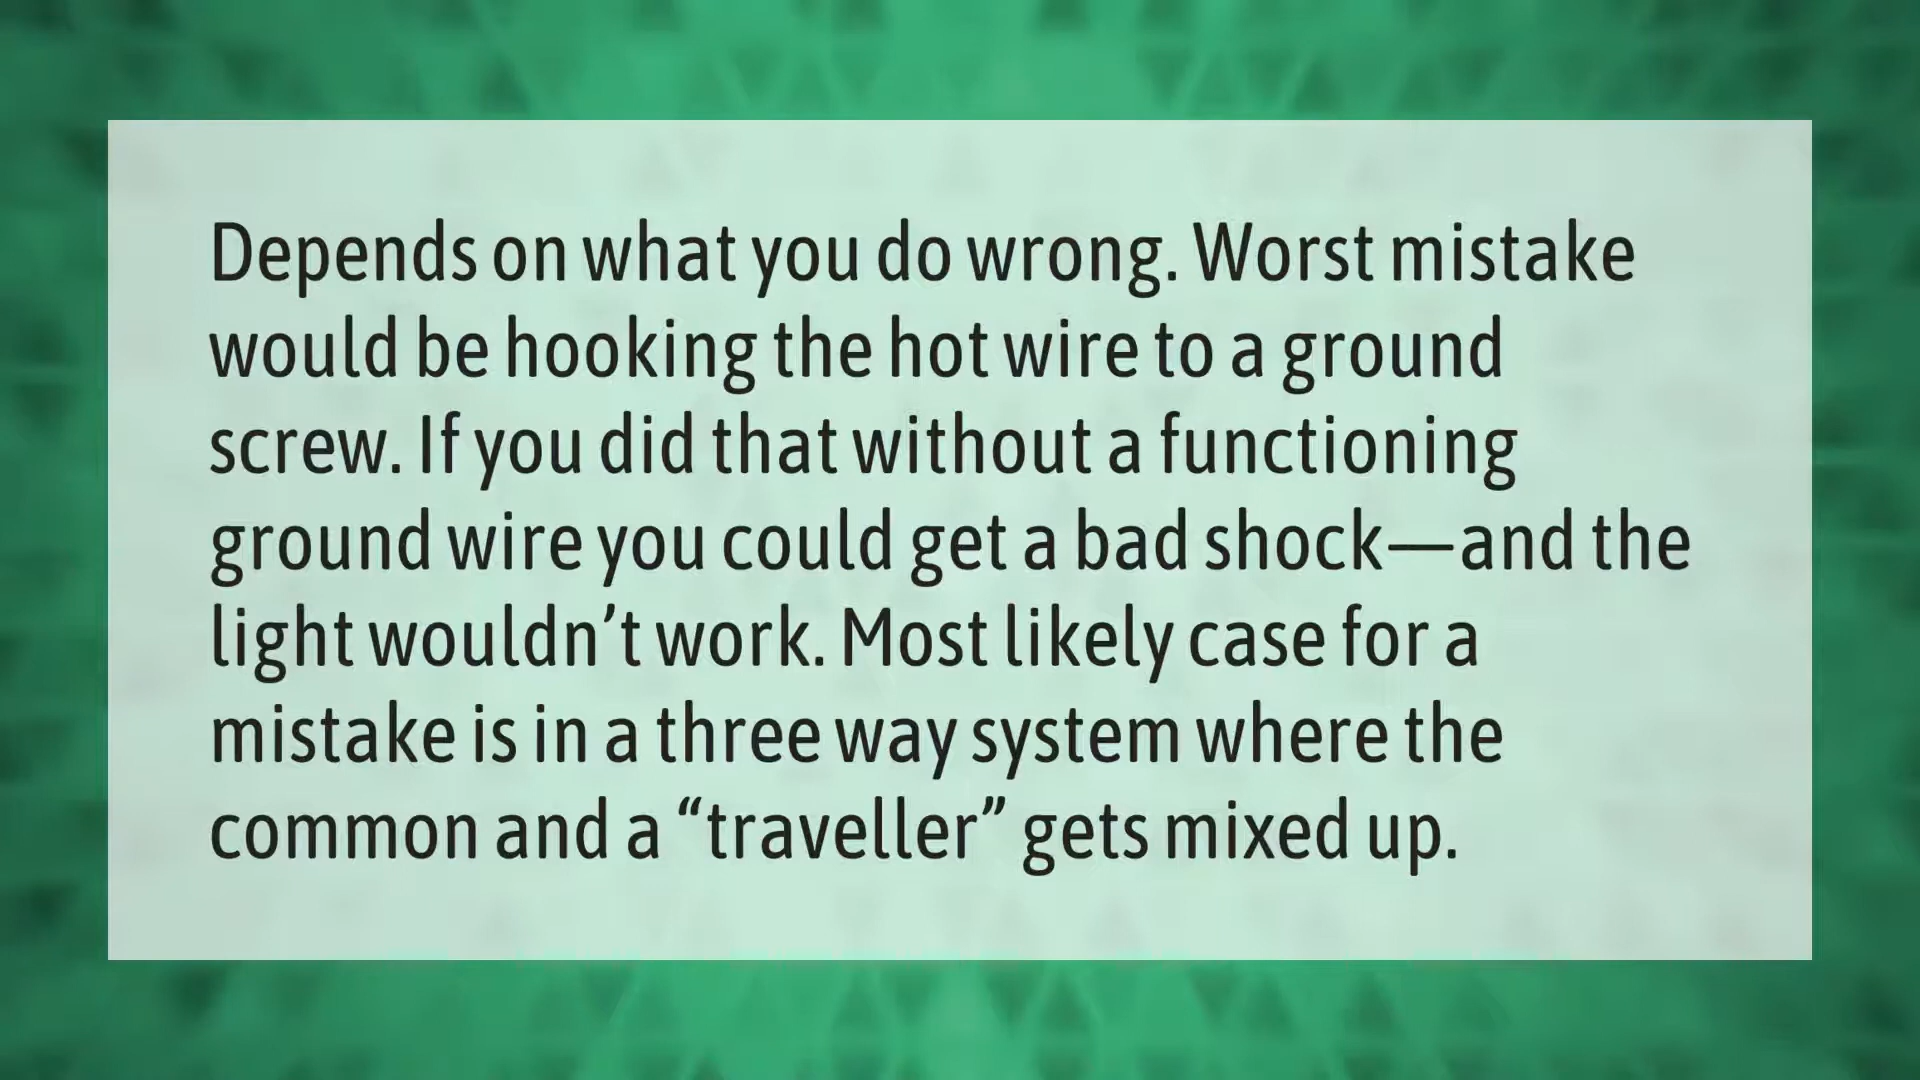 Depends on what you do wrong. Worst mistake
would be hooking the hot wire to a ground
screw. If you did that without a functioning
ground wire you could get a bad shock—and the
light wouldn’t work. Most likely case for a
mistake is in a three way system where the
common and a “traveller” gets mixed up.